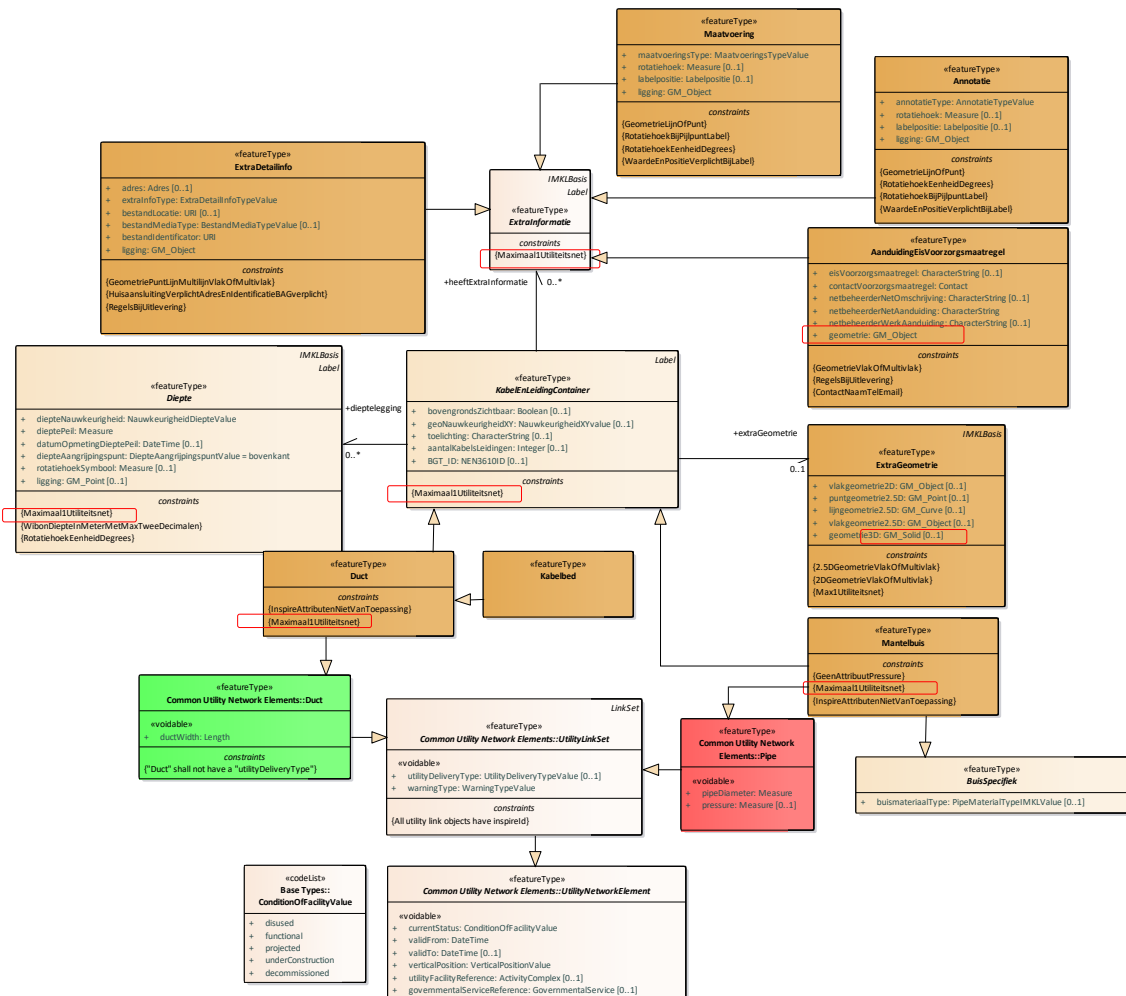 «featureType»
Maatvoering
+ maatvoeringsType: MaatvoeringsTypeValue
+ rotatiehoek: Measure [0..1]
+ labelpositie: Labelpositie [0..1]
+ ligging: GM_Object
constraints
{GeometrieLijnOfPunt}
{RotatiehoekBijPijlpuntLabel}
{RotatiehoekEenheidDegrees}
{WaardeEnPositieVerplichtBijLabel}
«featureType»
Annotatie
+ annotatieType: AnnotatieTypeValue
+ rotatiehoek: Measure [0..1]
+ labelpositie: Labelpositie [0..1]
+ ligging: GM_Object
constraints
{GeometrieLijnOfPunt}
{RotatiehoekEenheidDegrees}
{RotatiehoekBijPijlpuntLabel}
{WaardeEnPositieVerplichtBijLabel}
«featureType»
ExtraDetailinfo
+ adres: Adres [0..1]
+ extraInfoType: ExtraDetailInfoTypeValue
+ bestandLocatie: URI [0..1]
+ bestandMediaType: BestandMediaTypeValue [0..1]
+ bestandIdentificator: URI
+ ligging: GM_Object
constraints
{GeometriePuntLijnMultilijnVlakOfMultivlak}
{HuisaansluitingVerplichtAdresEnIdentificatieBAGverplicht}
{RegelsBijUitlevering}
IMKLBasis
Label
«featureType»
ExtraInformatie
constraints
{Maximaal1Utiliteitsnet}
+heeftExtraInformatie
0..*
«featureType»
AanduidingEisVoorzorgsmaatregel
+ eisVoorzorgsmaatregel: CharacterString [0..1]
+ contactVoorzorgsmaatregel: Contact
+ netbeheerderNetOmschrijving: CharacterString [0..1]
+ netbeheerderNetAanduiding: CharacterString
+ netbeheerderWerkAanduiding: CharacterString [0..1]
+ geometrie: GM_Object
constraints
{GeometrieVlakOfMultivlak}
{RegelsBijUitlevering}
{ContactNaamTelEmail}
IMKLBasis
Label
«featureType»
Diepte
+ diepteNauwkeurigheid: NauwkeurigheidDiepteValue
+ dieptePeil: Measure
+ datumOpmetingDieptePeil: DateTime [0..1]
+ diepteAangrijpingspunt: DiepteAangrijpingspuntValue = bovenkant
+ rotatiehoekSymbool: Measure [0..1]
+ ligging: GM_Point [0..1]
constraints
{Maximaal1Utiliteitsnet}
{WibonDiepteInMeterMetMaxTweeDecimalen}
{RotatiehoekEenheidDegrees}
+dieptelegging
0..*
Label
«featureType»
KabelEnLeidingContainer
+ bovengrondsZichtbaar: Boolean [0..1]
+ geoNauwkeurigheidXY: NauwkeurigheidXYvalue [0..1]
+ toelichting: CharacterString [0..1]
+ aantalKabelsLeidingen: Integer [0..1]
+ BGT_ID: NEN3610ID [0..1]
constraints
{Maximaal1Utiliteitsnet}
+extraGeometrie
0..1
IMKLBasis
«featureType»
ExtraGeometrie
+ vlakgeometrie2D: GM_Object [0..1]
+ puntgeometrie2.5D: GM_Point [0..1]
+ lijngeometrie2.5D: GM_Curve [0..1]
+ vlakgeometrie2.5D: GM_Object [0..1]
+ geometrie3D: GM_Solid [0..1]
constraints
{2.5DGeometrieVlakOfMultivlak}
{2DGeometrieVlakOfMultivlak}
{Max1Utiliteitsnet}
«featureType»
Duct
constraints
{InspireAttributenNietVanToepassing}
{Maximaal1Utiliteitsnet}
«featureType»
Kabelbed
«featureType»
Mantelbuis
constraints
{GeenAttribuutPressure}
{Maximaal1Utiliteitsnet}
{InspireAttributenNietVanToepassing}
«featureType»
Common Utility Network Elements::Duct
«voidable»
+ ductWidth: Length
constraints
{"Duct" shall not have a "utilityDeliveryType"}
LinkSet
«featureType»
Common Utility Network Elements::UtilityLinkSet
«voidable»
+ utilityDeliveryType: UtilityDeliveryTypeValue [0..1]
+ warningType: WarningTypeValue
constraints
{All utility link objects have inspireId}
«featureType»
Common Utility Network
Elements::Pipe
«voidable»
+ pipeDiameter: Measure
+ pressure: Measure [0..1]
«featureType»
BuisSpecifiek
+ buismateriaalType: PipeMaterialTypeIMKLValue [0..1]
«codeList»
Base Types::
ConditionOfFacilityValue
+ disused
+ functional
+ projected
+ underConstruction
+ decommissioned
«featureType»
Common Utility Network Elements::UtilityNetworkElement
«voidable»
+ currentStatus: ConditionOfFacilityValue
+ validFrom: DateTime
+ validTo: DateTime [0..1]
+ verticalPosition: VerticalPositionValue
+ utilityFacilityReference: ActivityComplex [0..1]
+ governmentalServiceReference: GovernmentalService [0..1]